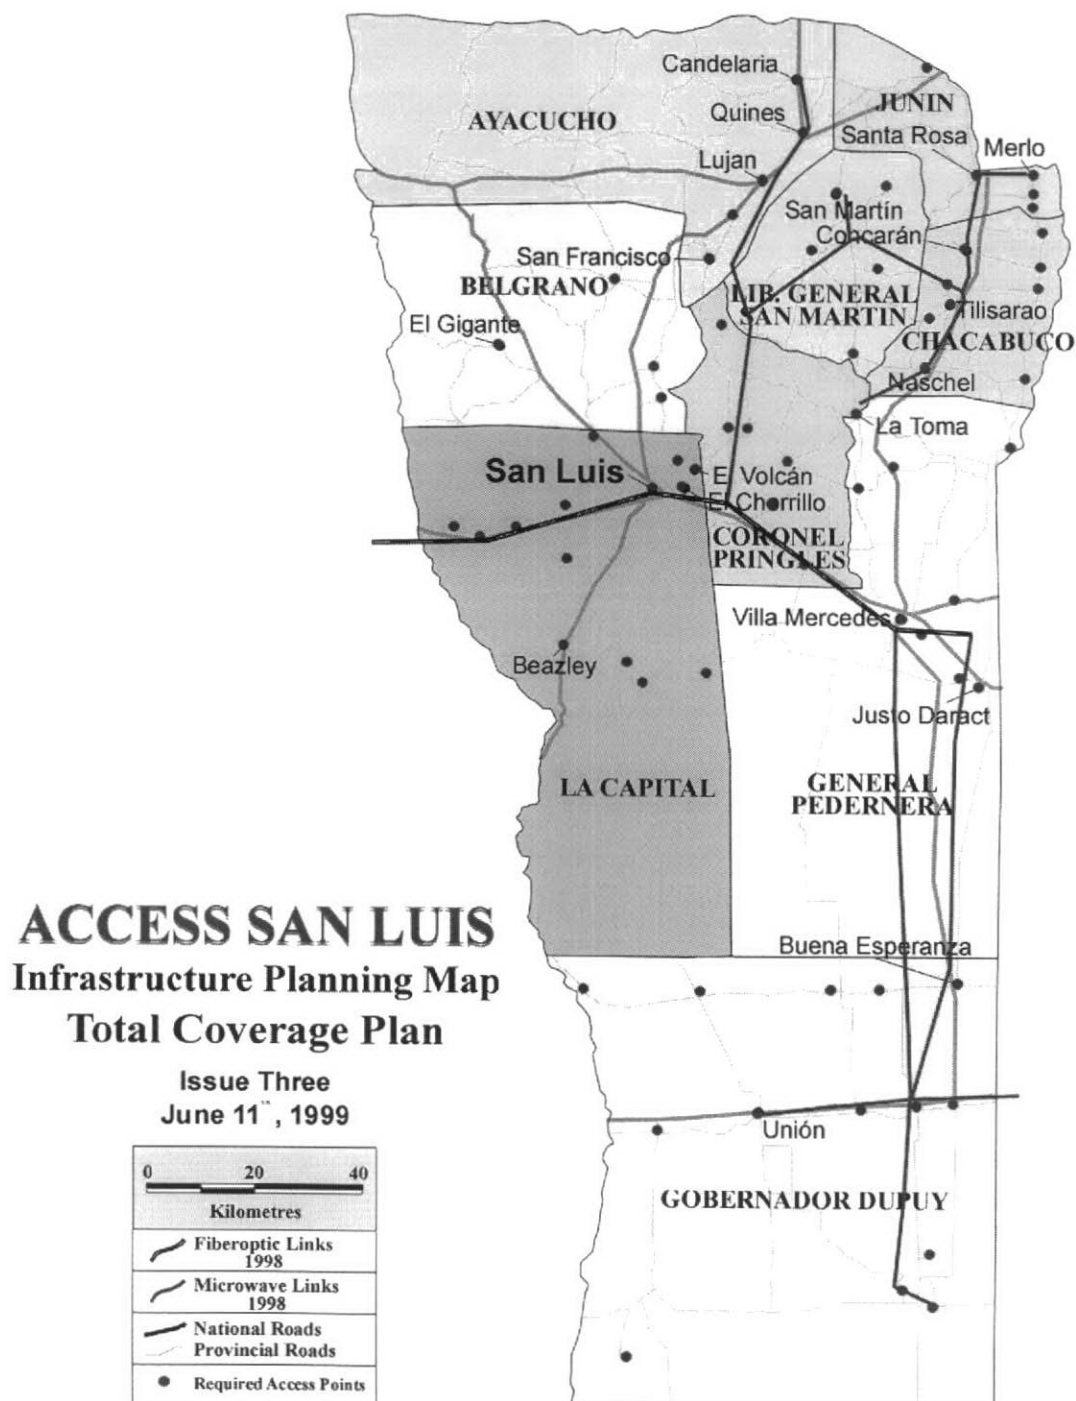 Candelaria
JUNIN
Quines
AYACUCHO
Santa Rosa
Merlo
Lujan
San Martín
Concarán
San Francisco
BELGRANO
LIB. GENERAL
SAN MARTIN
Tilisarao
El Gigante
CHACABUCO
Naschel
La Toma
San Luis
E. Volcán
El Chorrillo
CORONEL
PRINGLES
Villa Mercedes
Beazley
Justo Daract
LA CAPITAL
GENERAL
PEDERNERA
ACCESS SAN LUIS
Infrastructure Planning Map
Total Coverage Plan
Issue Three
June 11th, 1999
Buena Esperanza
Unión
GOBERNADOR DUPUY
0 20 40
Kilometres
Fiberoptic Links
1998
Microwave Links
1998
National Roads
Provincial Roads
Required Access Points